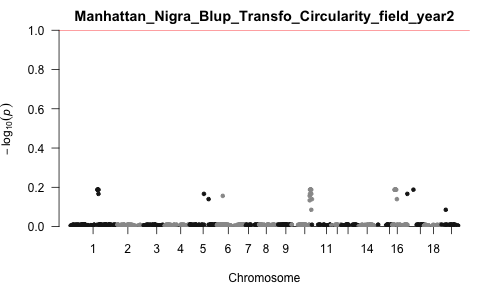 Manhattan_Nigra_Blup_Transfo_Circularity_field_year2
1.0
0.8
0.6
0.4
0.2
0.0
− log10(p)
1 2 3 4 5 6 7 8 9 11 14 16 18
Chromosome